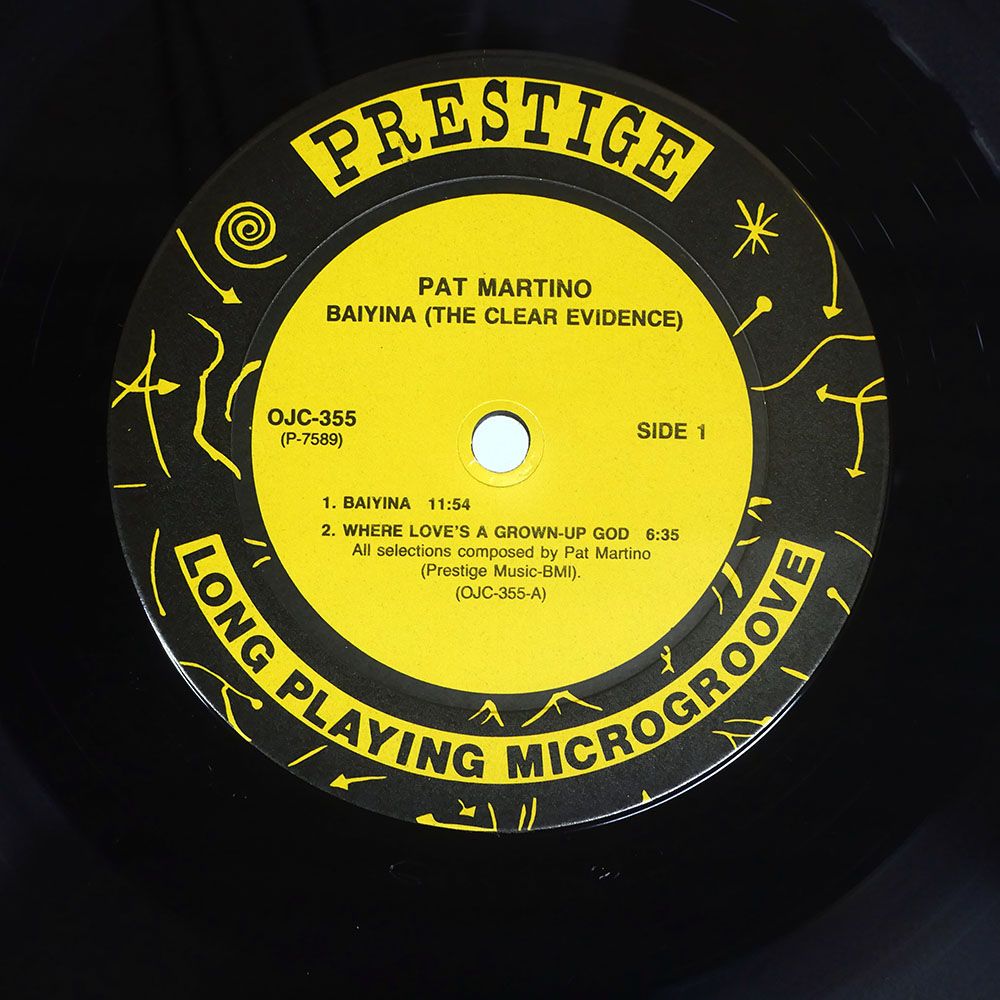 PRESTIGE
PAT MARTINO
BAIYINA (THE CLEAR EVIDENCE)
OJC-355
(P-7589)
SIDE 1
1. BAIYINA 11:54
2. WHERE LOVE'S A GROWN-UP GOD 6:35
All selections composed by Pat Martino
(Prestige Music-BMI).
(OJC-355-A)
LONG PLAYING MICROGROOVE